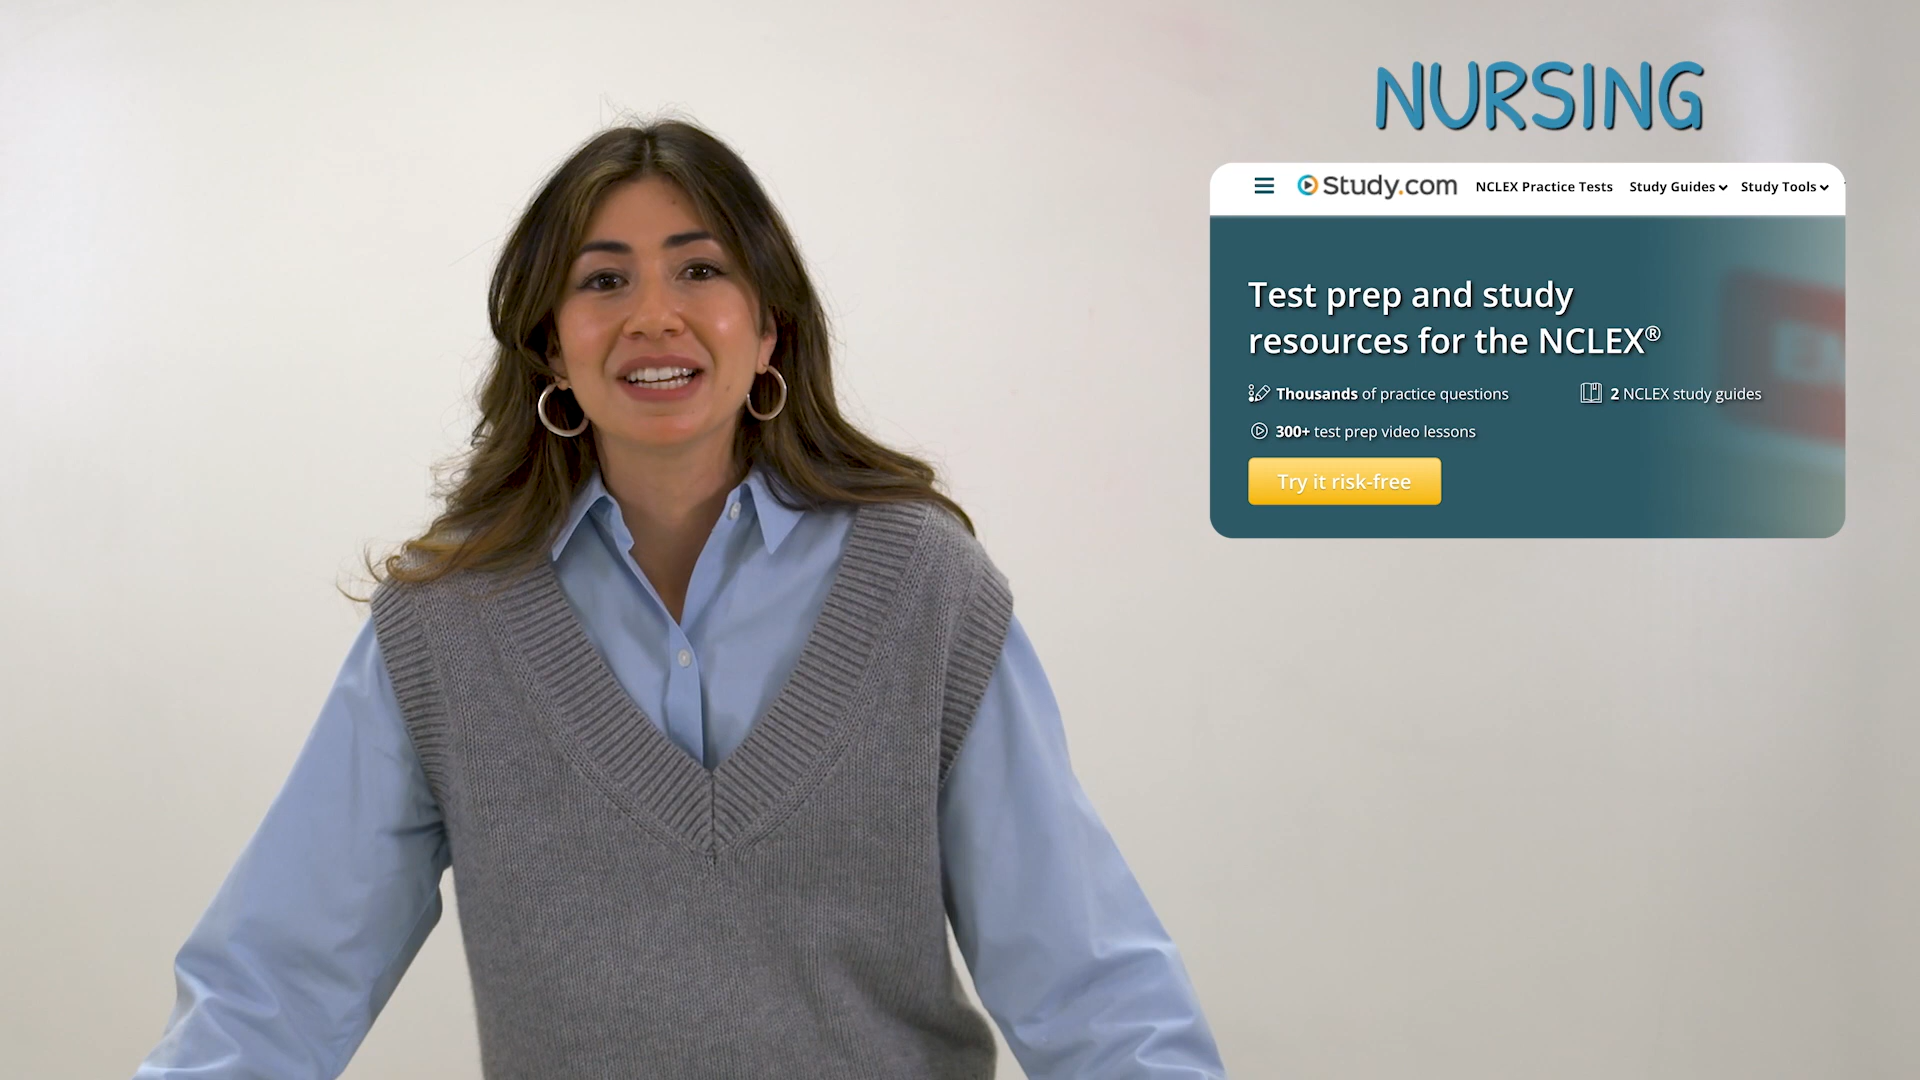 NURSING
Study.com NCLEX Practice Tests Study Guides Study Tools
Test prep and study
resources for the NCLEX®
Thousands of practice questions 2 NCLEX study guides
300+ test prep video lessons
Try it risk-free